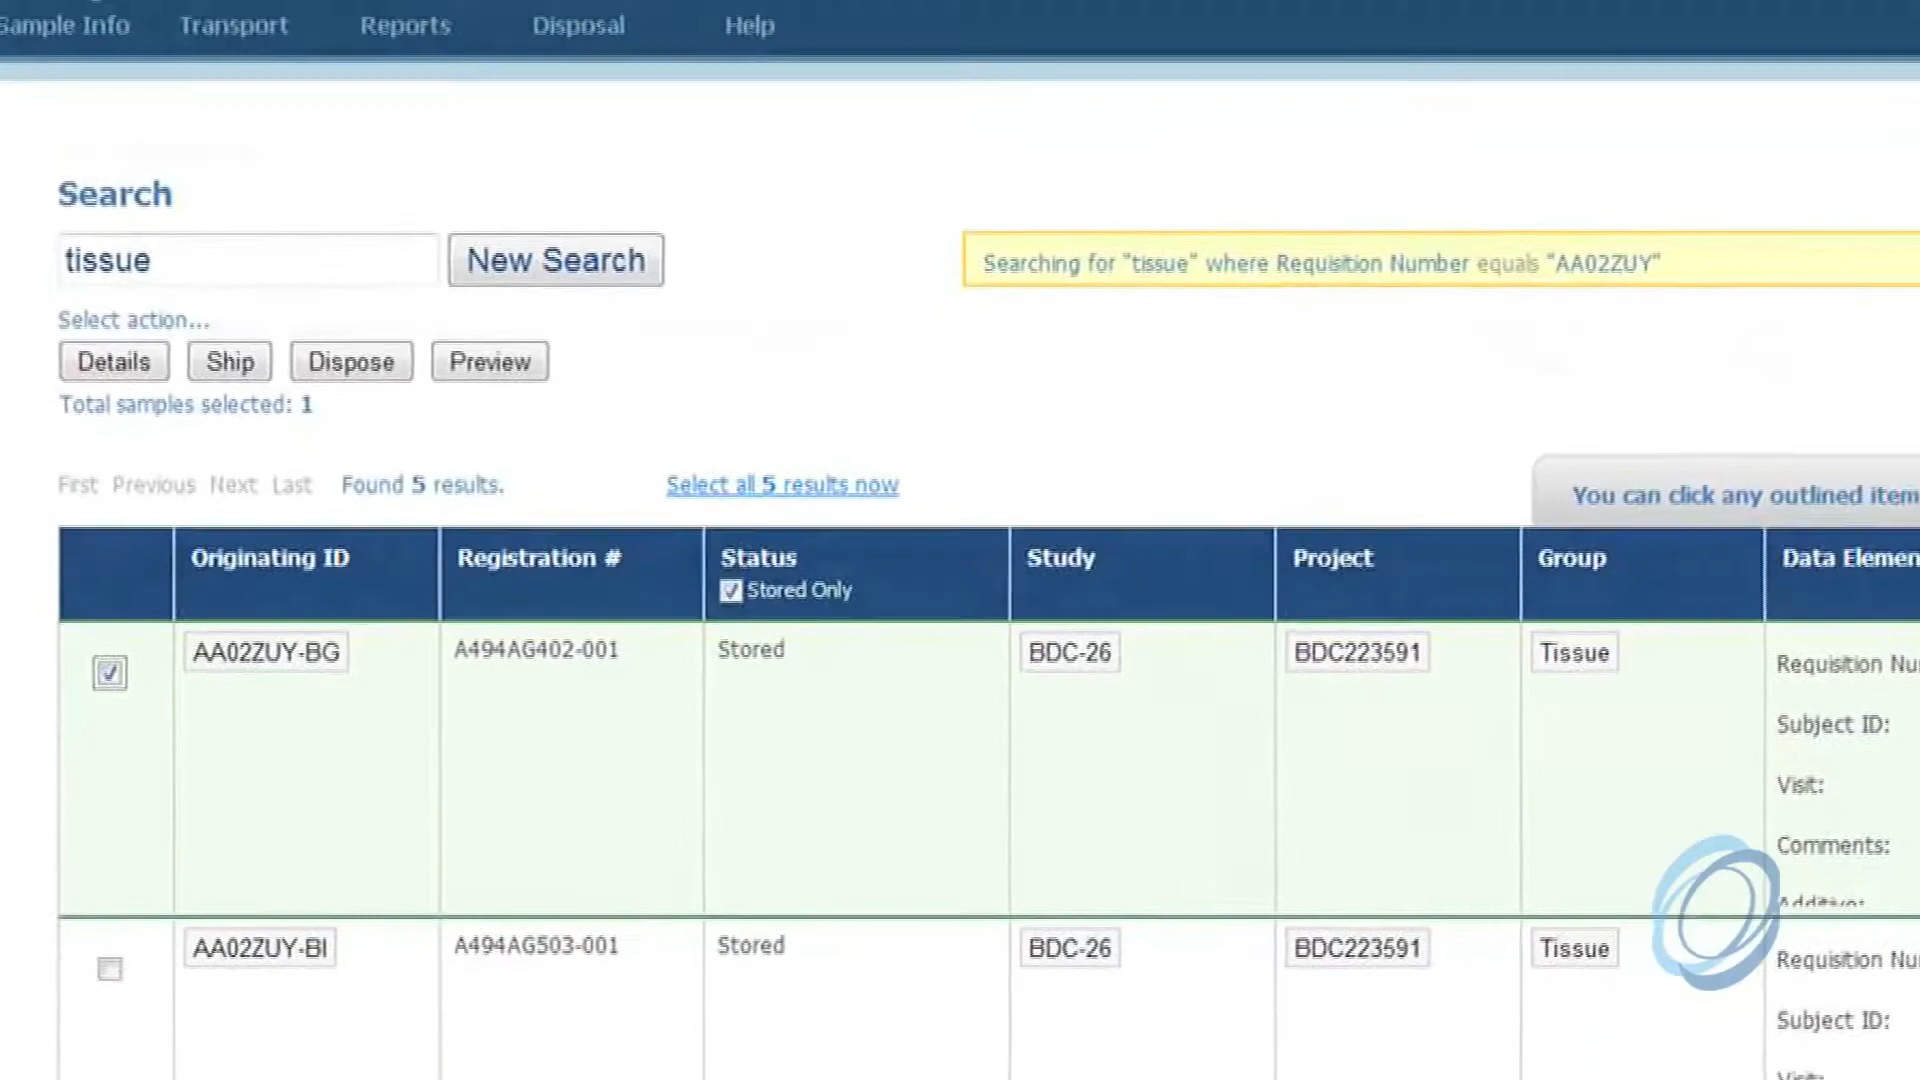 Sample Info Transport Reports Disposal Help
Search
tissue New Search
Searching for "tissue" where Requisition Number equals "AA02ZUY"
Select action...
Details Ship Dispose Preview
Total samples selected: 1
First Previous Next Last Found 5 results. Select all 5 results now
You can click any outlined item
Originating ID Registration # Status Study Project Group Data Elemen
Stored Only
AA02ZUY-BG A494AG402-001 Stored BDC-26 BDC223591 Tissue
Requisition Nu
Subject ID:
Visit:
Comments:
Additive:
AA02ZUY-BI A494AG503-001 Stored BDC-26 BDC223591 Tissue
Requisition Nu
Subject ID:
Visit: